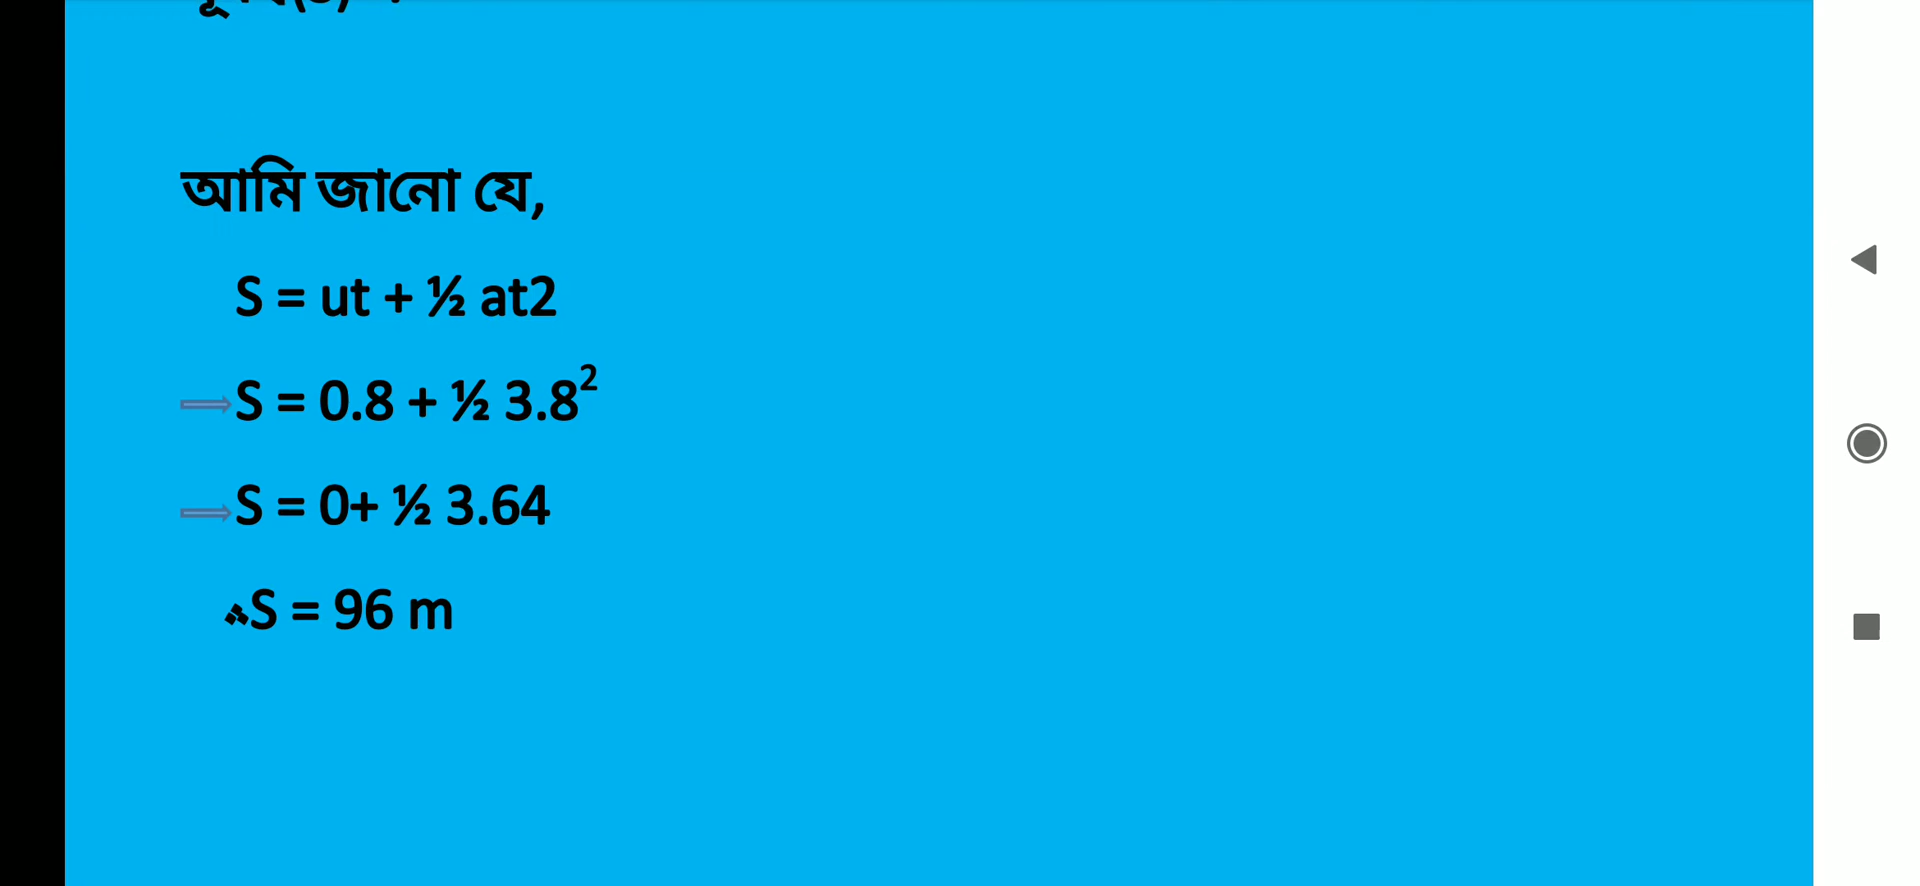 আমি জানো যে,
S = ut + ½ at2
S = 0.8 + ½ 3.8²
S = 0+ ½ 3.64
S = 96 m